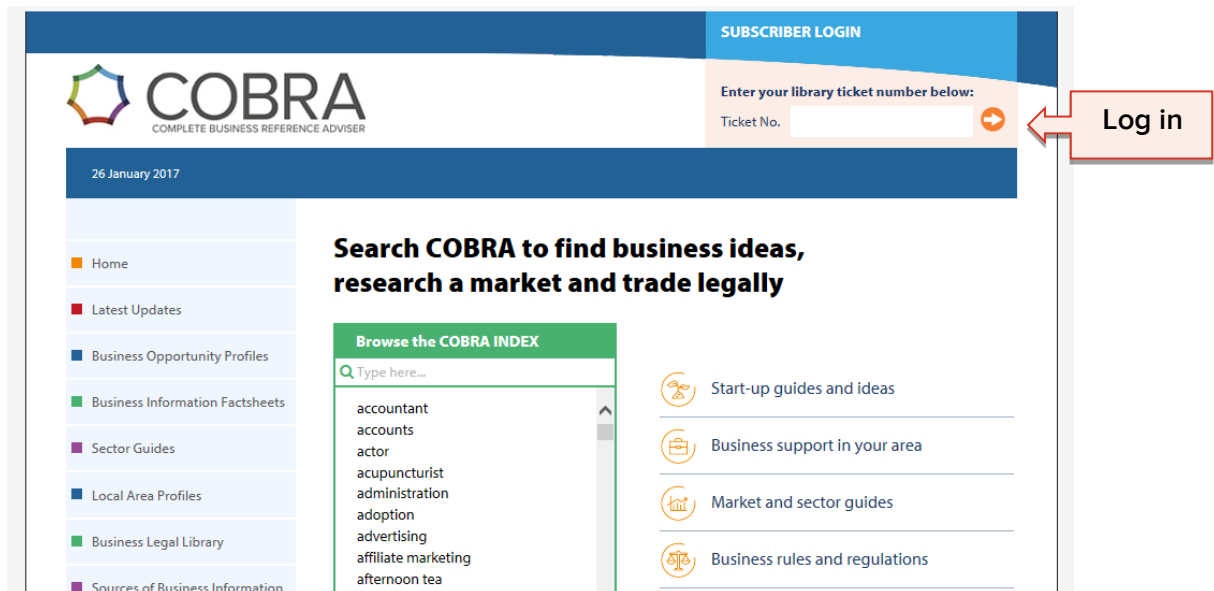 SUBSCRIBER LOGIN
COBRA
COMPLETE BUSINESS REFERENCE ADVISER
Enter your library ticket number below:
Ticket No.
Log in
26 January 2017
Home
Latest Updates
Business Opportunity Profiles
Business Information Factsheets
Sector Guides
Local Area Profiles
Business Legal Library
Sources of Business Information
Search COBRA to find business ideas,
research a market and trade legally
Browse the COBRA INDEX
Type here...
accountant
accounts
actor
acupuncturist
administration
adoption
advertising
affiliate marketing
afternoon tea
Start-up guides and ideas
Business support in your area
Market and sector guides
Business rules and regulations